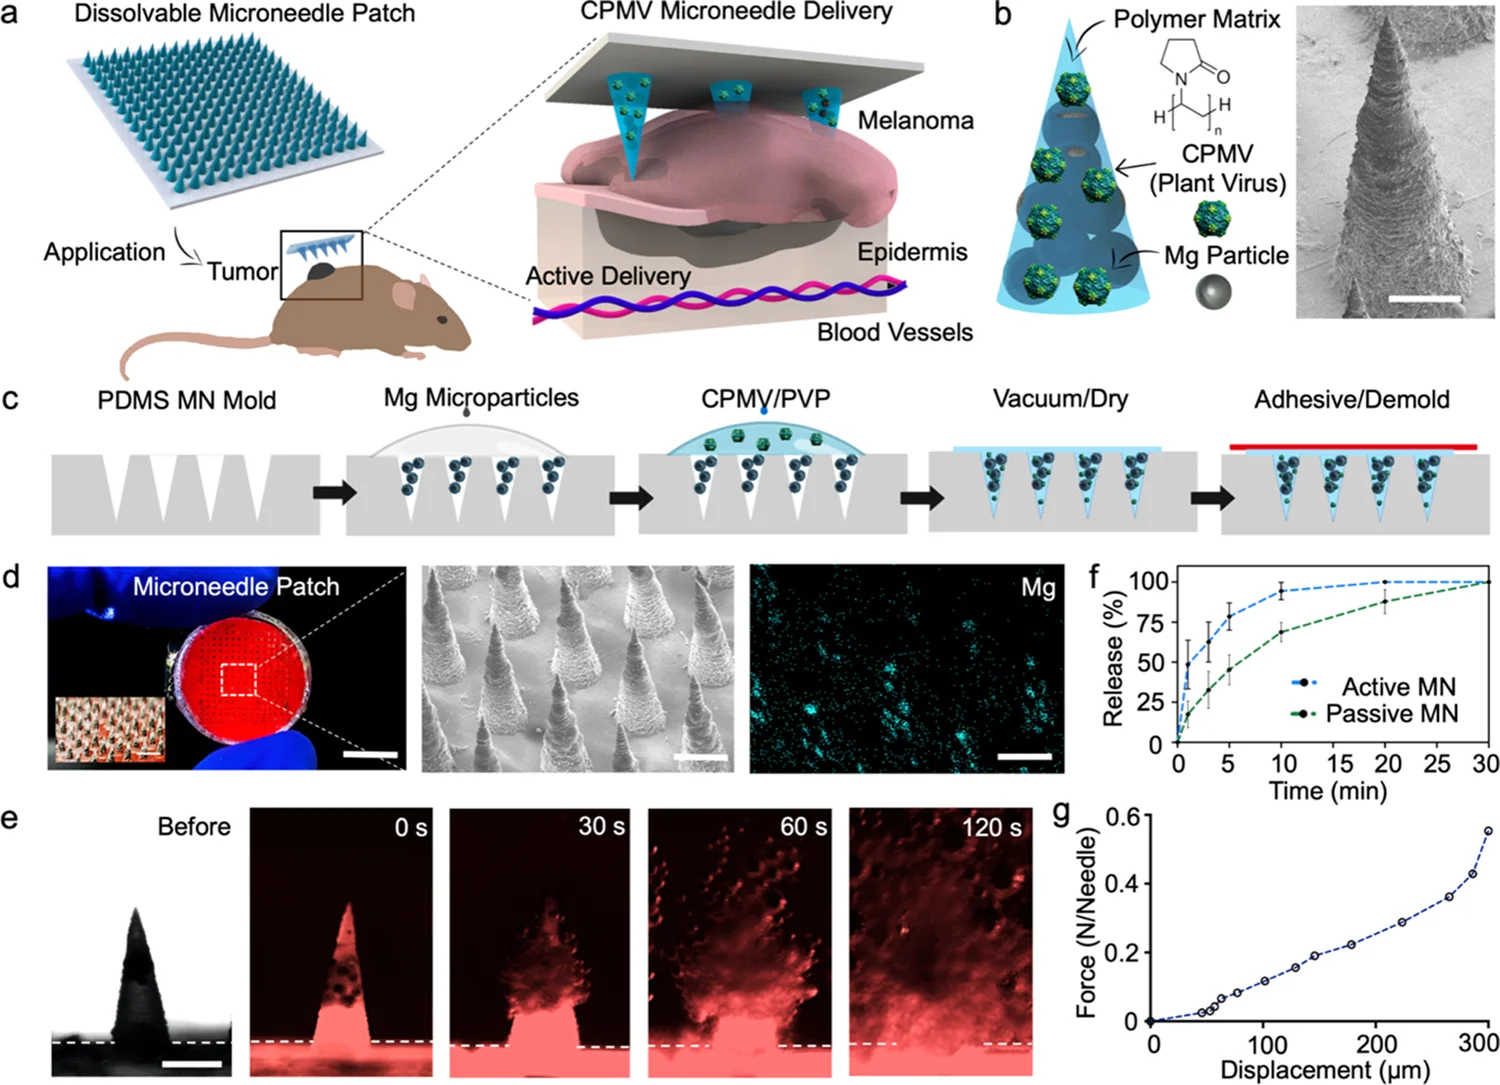 a
Dissolvable Microneedle Patch
CPMV Microneedle Delivery
Melanoma
Application
Tumor
Epidermis
Active Delivery
Blood Vessels
b
Polymer Matrix
N
O
H
H
n
CPMV
(Plant Virus)
Mg Particle
c
PDMS MN Mold
Mg Microparticles
CPMV/PVP
Vacuum/Dry
Adhesive/Demold
d
Microneedle Patch
Mg
e
Before
0 s
30 s
60 s
120 s
f
Release (%)
100
75
50
25
0
Active MN
Passive MN
0 5 10 15 20 25 30
Time (min)
g
Force (N/Needle)
0.6
0.4
0.2
0
0 100 200 300
Displacement (µm)